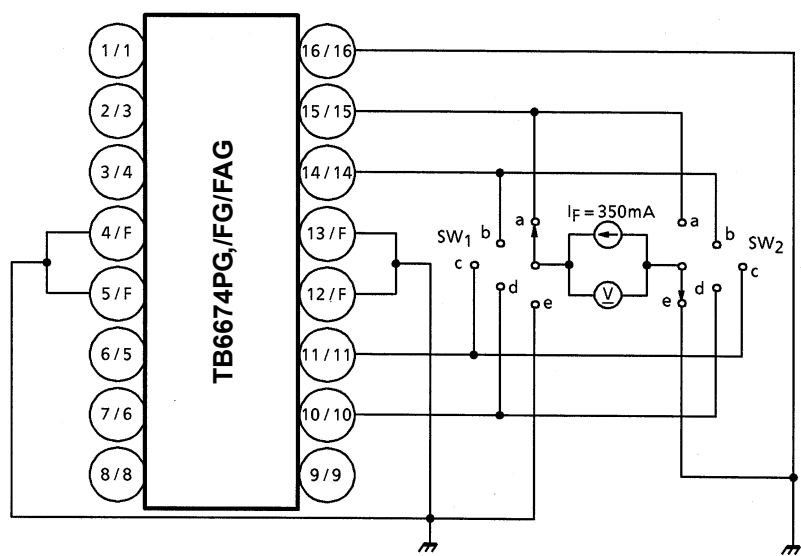 1/1
2/3
3/4
4/F
5/F
6/5
7/6
8/8
TB6674PG,/FG/FAG
16/16
15/15
14/14
13/F
12/F
11/11
10/10
9/9
SW1
a
b
c
d
e
IF = 350mA
V
a
b
c
d
e
SW2